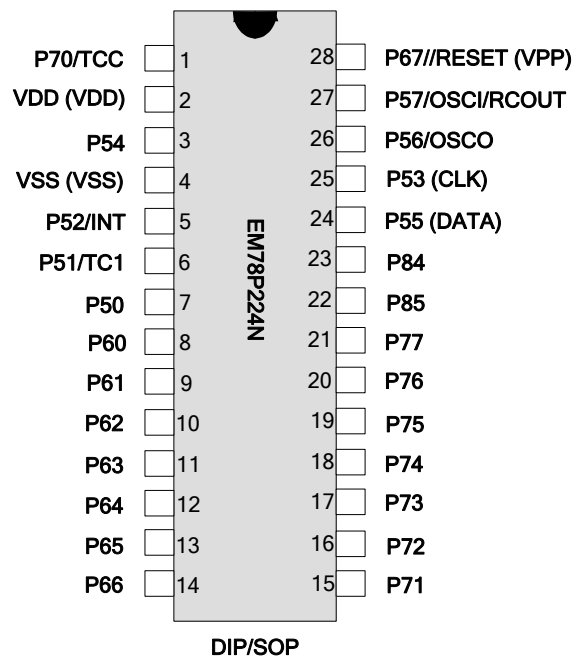 P70/TCC 1 28 P67//RESET (VPP)
VDD (VDD) 2 27 P57/OSCI/RCOUT
P54 3 26 P56/OSCO
VSS (VSS) 4 25 P53 (CLK)
P52/INT 5 24 P55 (DATA)
P51/TC1 6 23 P84
P50 7 22 P85
P60 8 21 P77
P61 9 20 P76
P62 10 19 P75
P63 11 18 P74
P64 12 17 P73
P65 13 16 P72
P66 14 15 P71
EM78P224N
DIP/SOP